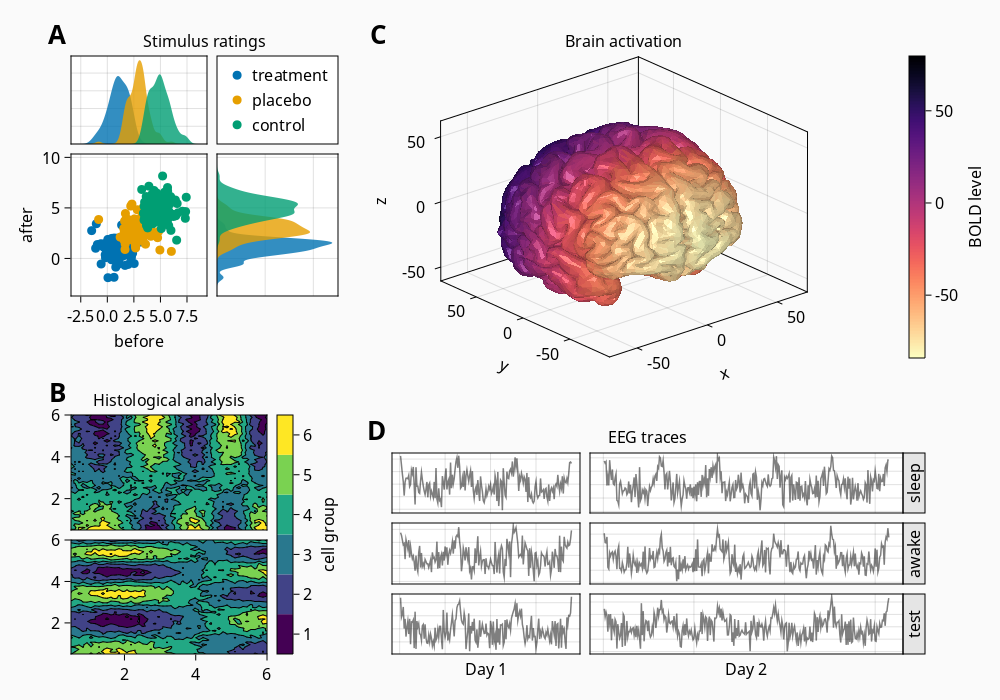 A
Stimulus ratings
treatment
placebo
control
10
5
0
after
-2.5 0.0 2.5 5.0 7.5
before
C
Brain activation
50
0
-50
z
50
0
-50
y
-50
0
50
x
50
0
-50
BOLD level
B
Histological analysis
6
4
2
6
4
2
2 4 6
6
5
4
3
2
1
cell group
D
EEG traces
sleep
awake
test
Day 1 Day 2